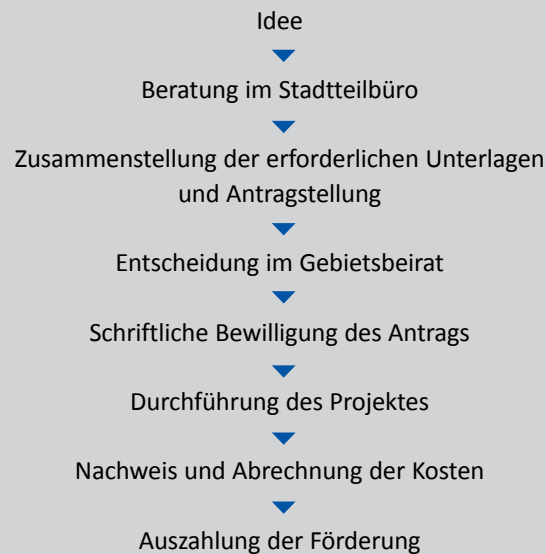 Idee
Beratung im Stadtteilbüro
Zusammenstellung der erforderlichen Unterlagen
und Antragstellung
Entscheidung im Gebietsbeirat
Schriftliche Bewilligung des Antrags
Durchführung des Projektes
Nachweis und Abrechnung der Kosten
Auszahlung der Förderung